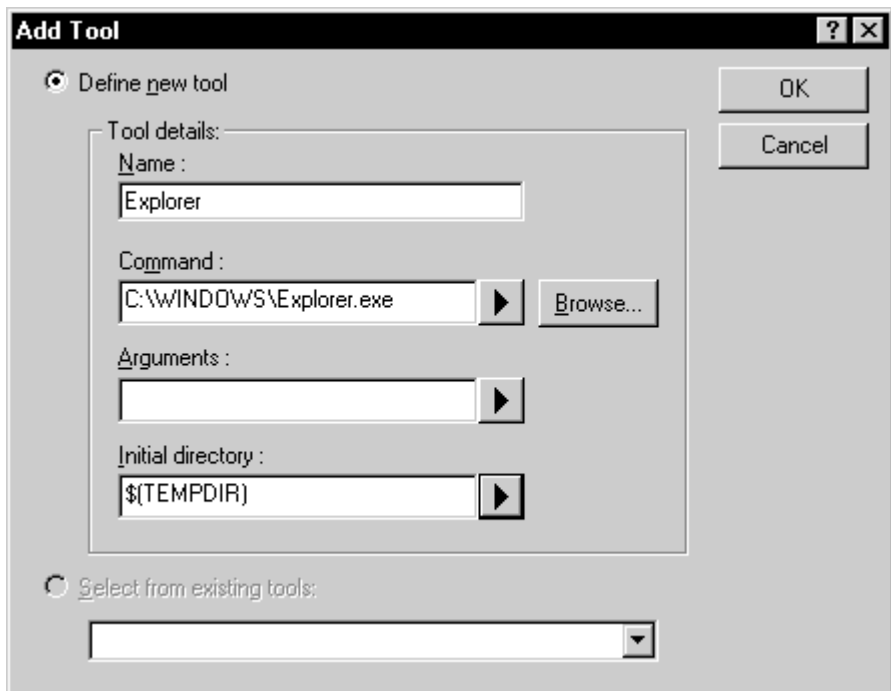 Add Tool
Define new tool
OK
Tool details:
Cancel
Name :
Explorer
Command :
C:\WINDOWS\Explorer.exe
Browse...
Arguments :
Initial directory :
$(TEMPDIR)
Select from existing tools: